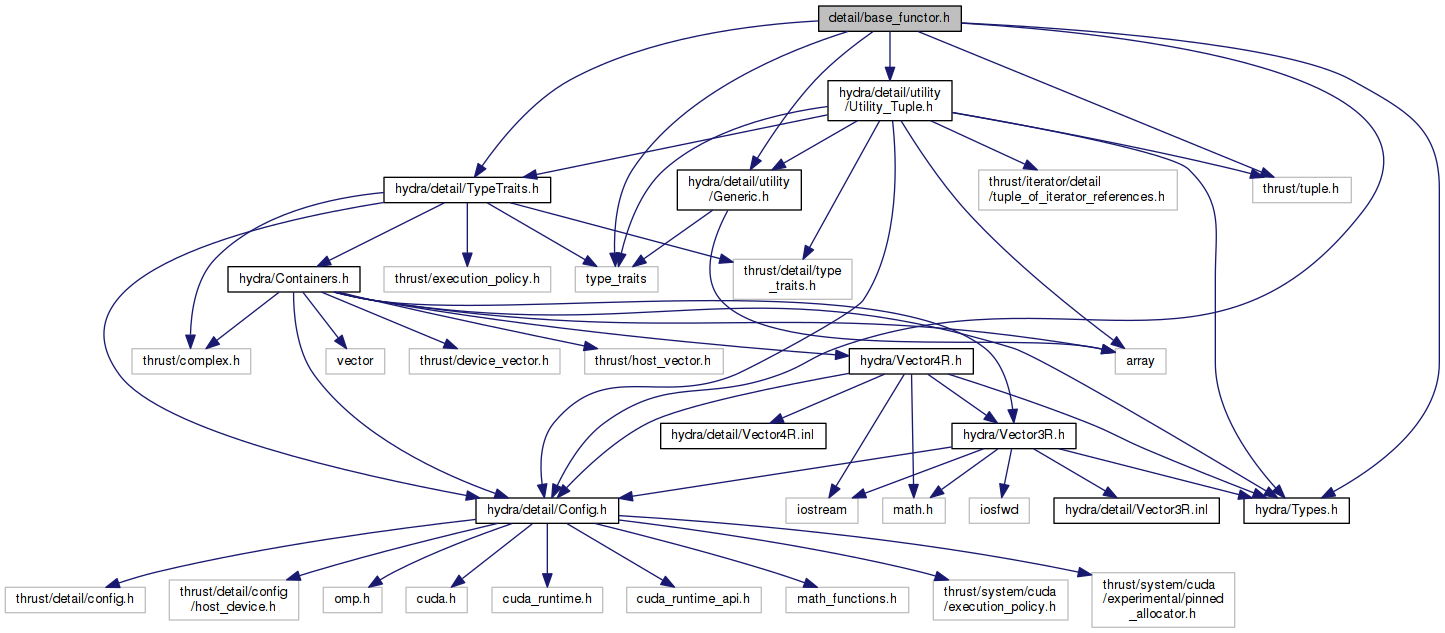 detail/base_functor.h
hydra/detail/utility
/Utility_Tuple.h
hydra/detail/TypeTraits.h
hydra/detail/utility
/Generic.h
thrust/iterator/detail
/tuple_of_iterator_references.h
thrust/tuple.h
hydra/Containers.h
thrust/execution_policy.h
type_traits
thrust/detail/type
_traits.h
thrust/complex.h
vector
thrust/device_vector.h
thrust/host_vector.h
hydra/Vector4R.h
array
hydra/detail/Vector4R.inl
hydra/Vector3R.h
hydra/detail/Config.h
iostream
math.h
iosfwd
hydra/detail/Vector3R.inl
hydra/Types.h
thrust/detail/config.h
thrust/detail/config
/host_device.h
omp.h
cuda.h
cuda_runtime.h
cuda_runtime_api.h
math_functions.h
thrust/system/cuda
/execution_policy.h
thrust/system/cuda
/experimental/pinned
_allocator.h